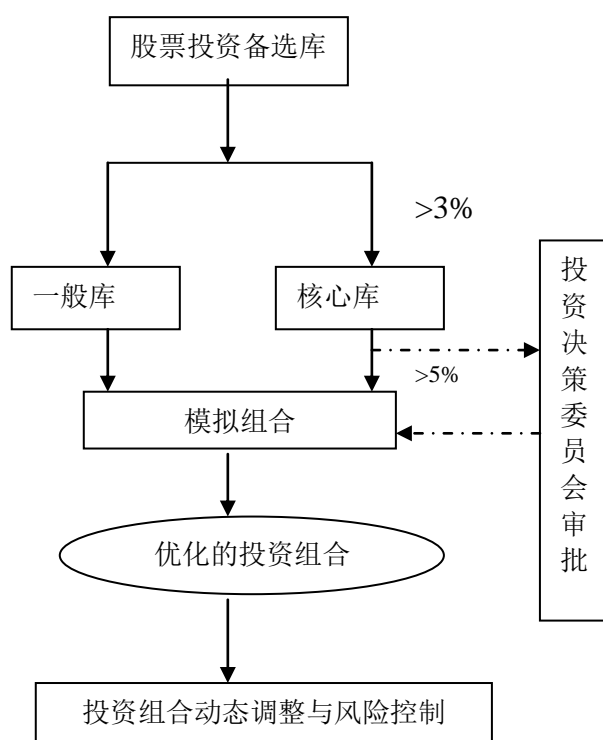 股票投资备选库
>3%
一般库
核心库
>5%
模拟组合
投资决策委员会审批
优化的投资组合
投资组合动态调整与风险控制